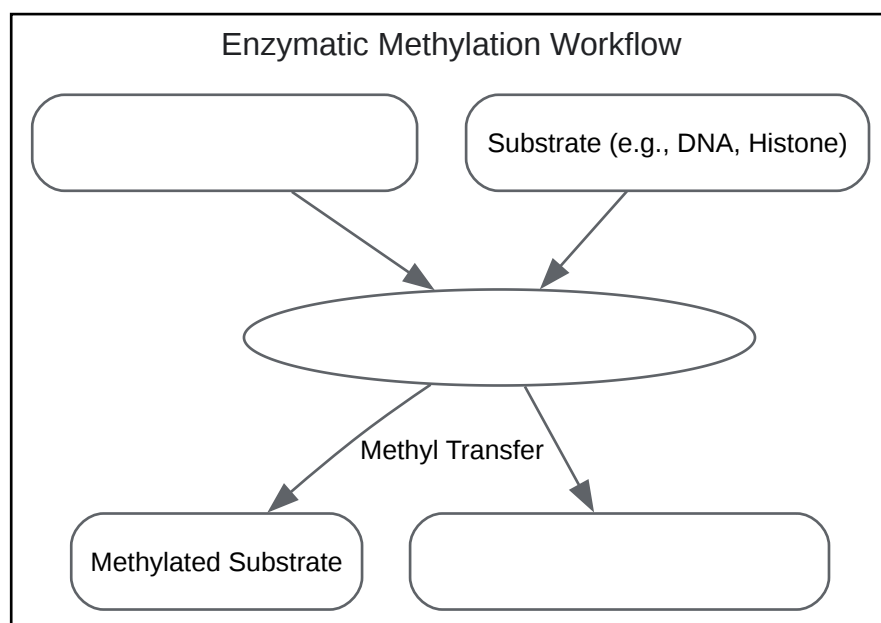 Enzymatic Methylation Workflow
Substrate (e.g., DNA, Histone)
Methyl Transfer
Methylated Substrate